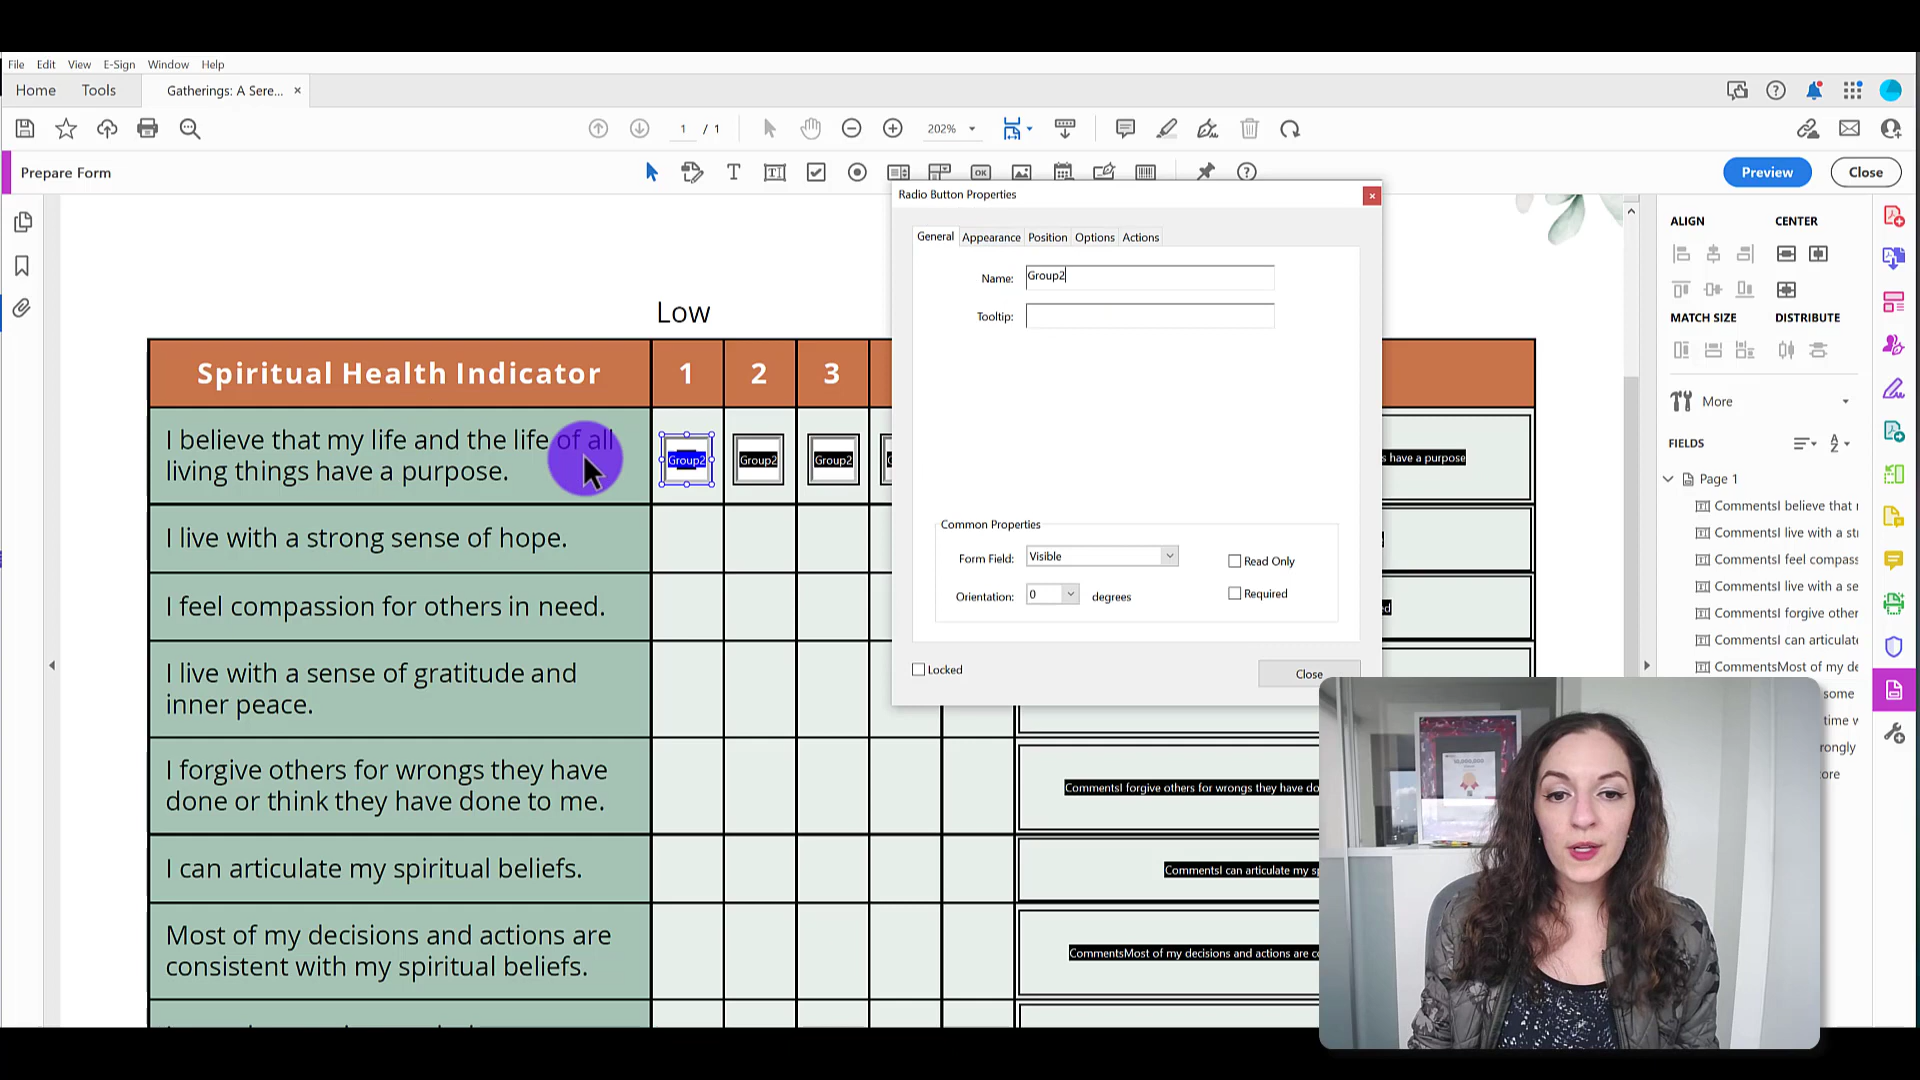 File Edit View E-Sign Window Help
Home Tools Gatherings: A Sere... ×
1 / 1 202%
Prepare Form Preview Close
Radio Button Properties
General Appearance Position Options Actions
Name: Group2
Tooltip:
Common Properties
Form Field: Visible Read Only
Orientation: 0 degrees Required
Locked Close
Low
Spiritual Health Indicator 1 2 3
I believe that my life and the life of all
living things have a purpose.
Group2 Group2 Group2
s have a purpose
I live with a strong sense of hope.
I feel compassion for others in need.
I live with a sense of gratitude and
inner peace.
I forgive others for wrongs they have
done or think they have done to me.
CommentsI forgive others for wrongs they have do
I can articulate my spiritual beliefs.
CommentsI can articulate my sp
Most of my decisions and actions are
consistent with my spiritual beliefs.
CommentsMost of my decisions and actions are co
ALIGN CENTER
MATCH SIZE DISTRIBUTE
More
FIELDS
Page 1
CommentsI believe that
CommentsI live with a str
CommentsI feel compass
CommentsI live with a se
CommentsI forgive other
CommentsI can articulate
CommentsMost of my de
some
time w
rongly
ore